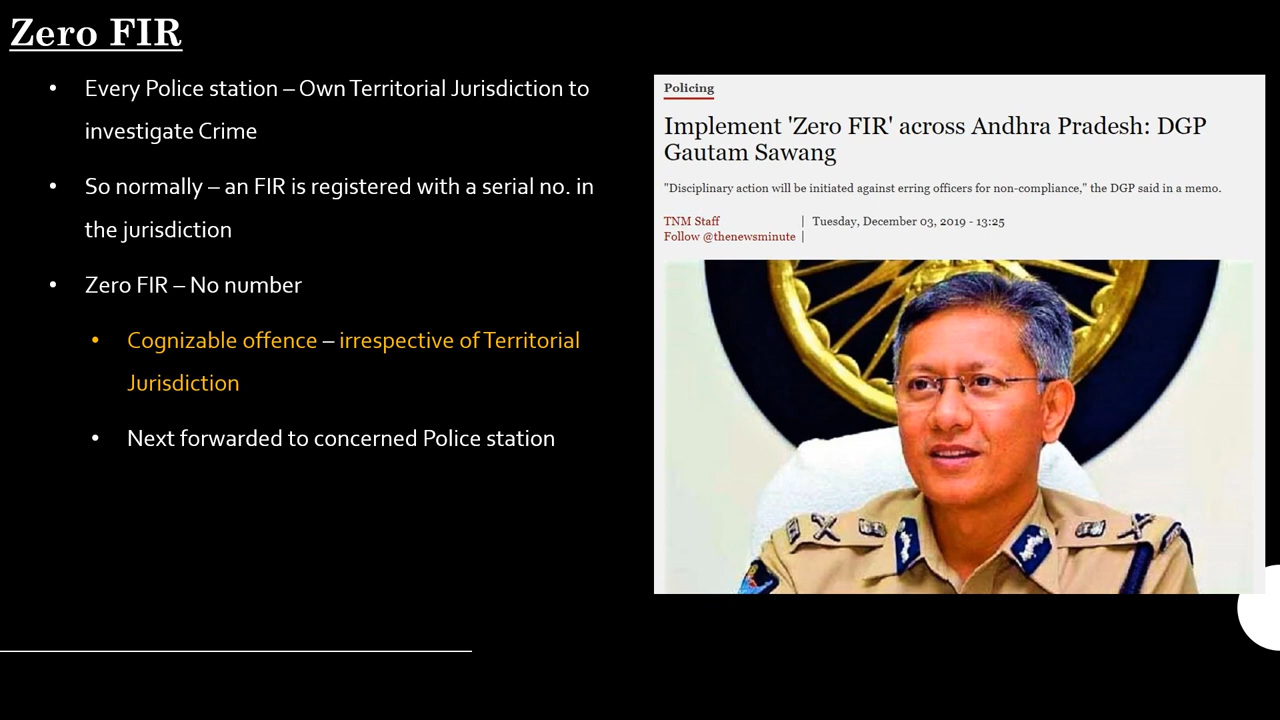 Zero FIR
• Every Police station – Own Territorial Jurisdiction to
investigate Crime
• So normally – an FIR is registered with a serial no. in
the jurisdiction
• Zero FIR – No number
• Cognizable offence – irrespective of Territorial
Jurisdiction
• Next forwarded to concerned Police station
Policing
Implement 'Zero FIR' across Andhra Pradesh: DGP
Gautam Sawang
"Disciplinary action will be initiated against erring officers for non-compliance," the DGP said in a memo.
TNM Staff | Tuesday, December 03, 2019 - 13:25
Follow @thenewsminute |